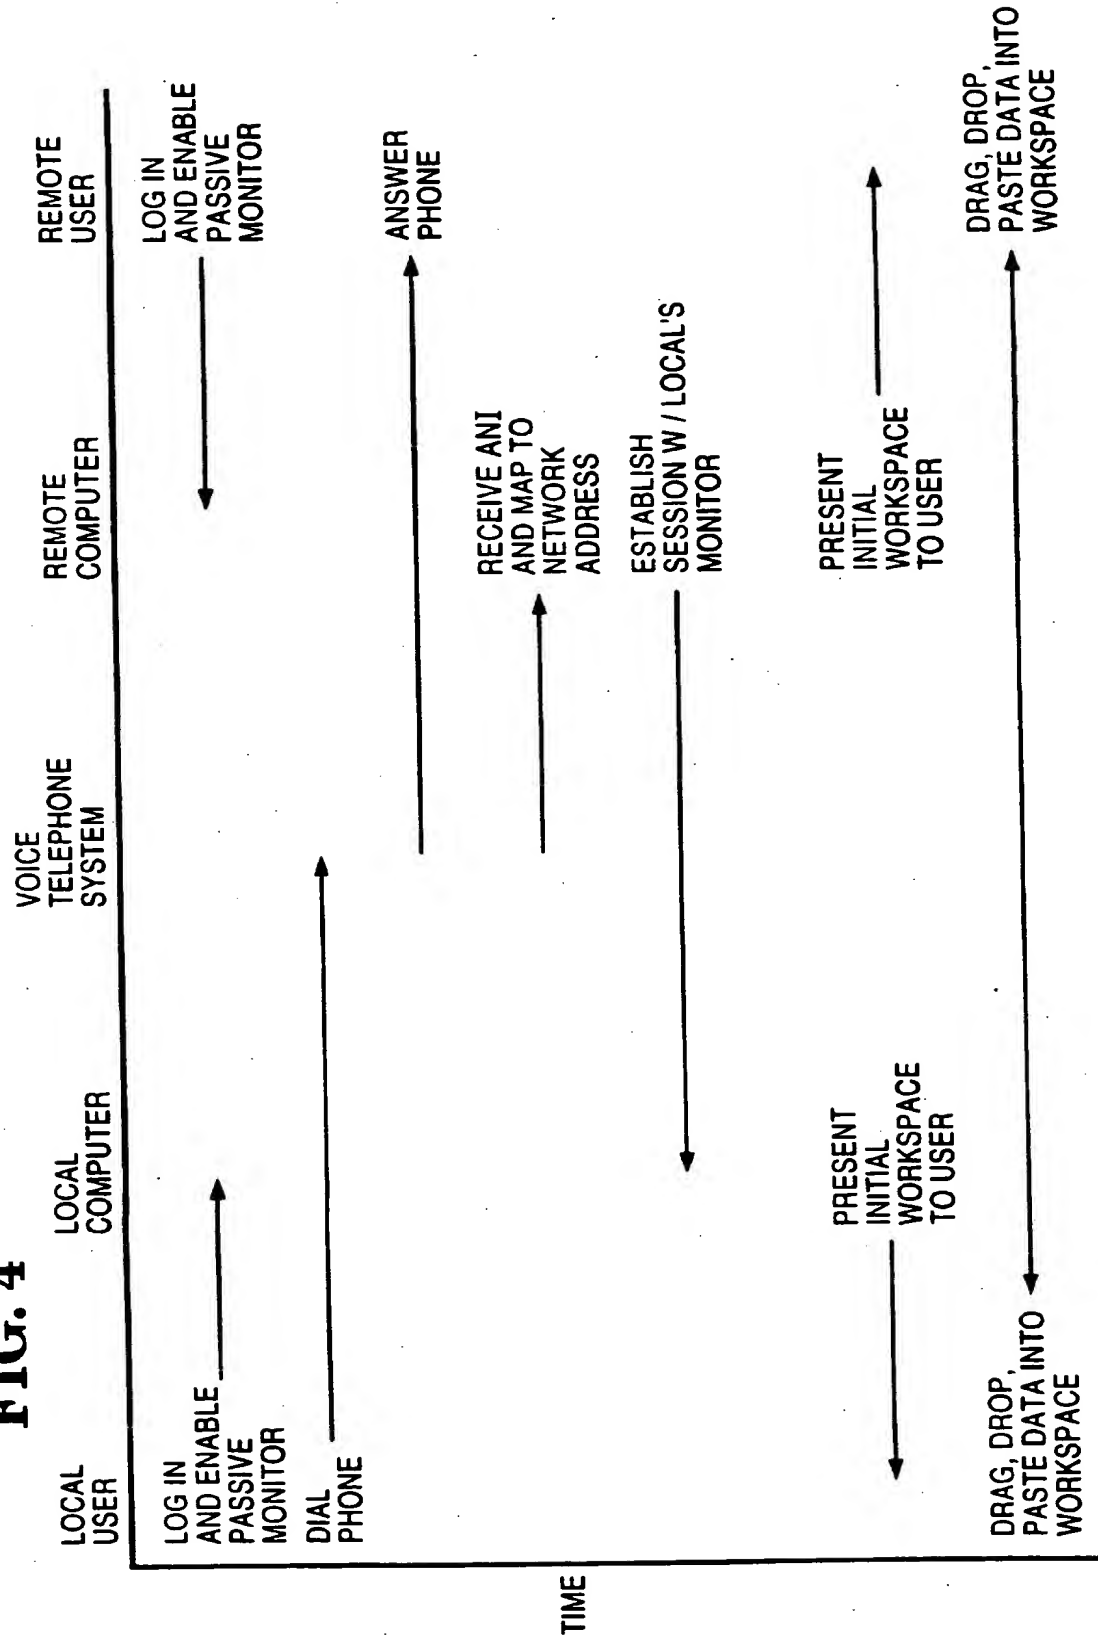 FIG. 4
LOCAL
USER
LOCAL
COMPUTER
VOICE
TELEPHONE
SYSTEM
REMOTE
COMPUTER
REMOTE
USER
TIME
LOG IN
AND ENABLE
PASSIVE
MONITOR
LOG IN
AND ENABLE
PASSIVE
MONITOR
DIAL
PHONE
ANSWER
PHONE
RECEIVE ANI
AND MAP TO
NETWORK
ADDRESS
ESTABLISH
SESSION W / LOCAL'S
MONITOR
PRESENT
INITIAL
WORKSPACE
TO USER
PRESENT
INITIAL
WORKSPACE
TO USER
DRAG, DROP,
PASTE DATA INTO
WORKSPACE
DRAG, DROP,
PASTE DATA INTO
WORKSPACE